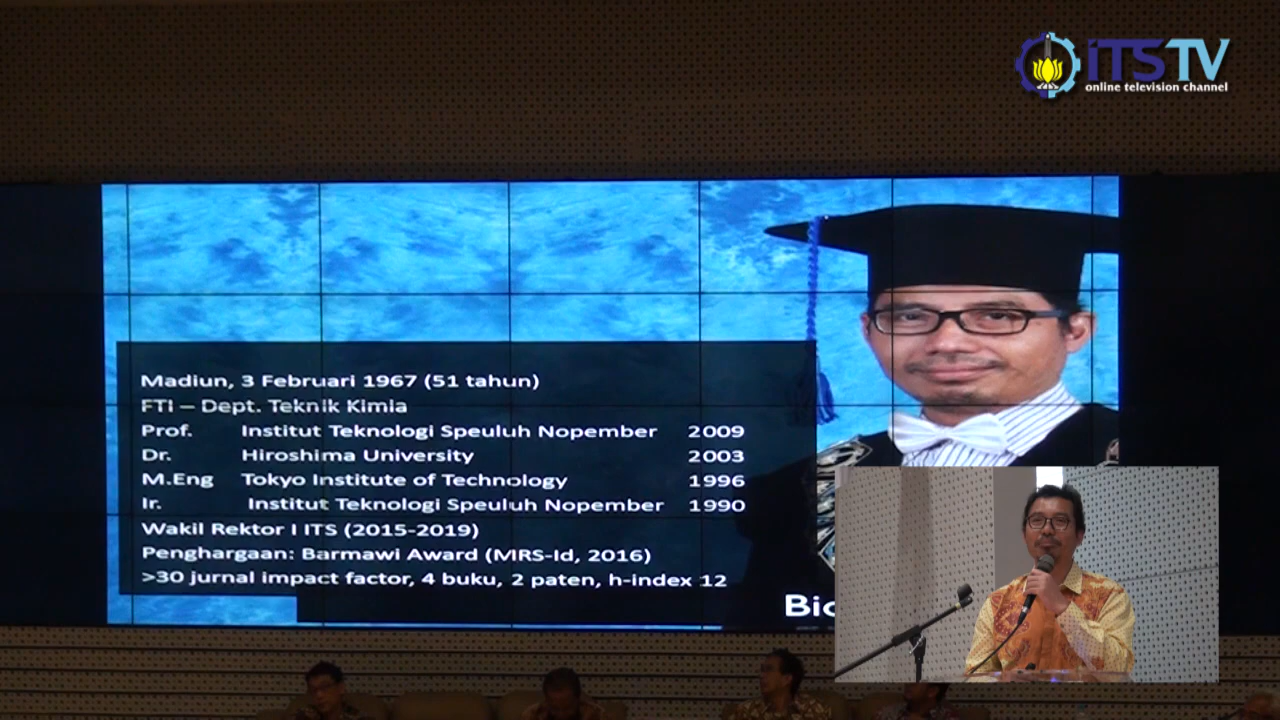 iTSTV
online television channel
Madiun, 3 Februari 1967 (51 tahun)
FTI – Dept. Teknik Kimia
Prof. Institut Teknologi Speuluh Nopember 2009
Dr. Hiroshima University 2003
M.Eng Tokyo Institute of Technology 1996
Ir. Institut Teknologi Speuluh Nopember 1990
Wakil Rektor I ITS (2015-2019)
Penghargaan: Barmawi Award (MRS-Id, 2016)
>30 jurnal impact factor, 4 buku, 2 paten, h-index 12